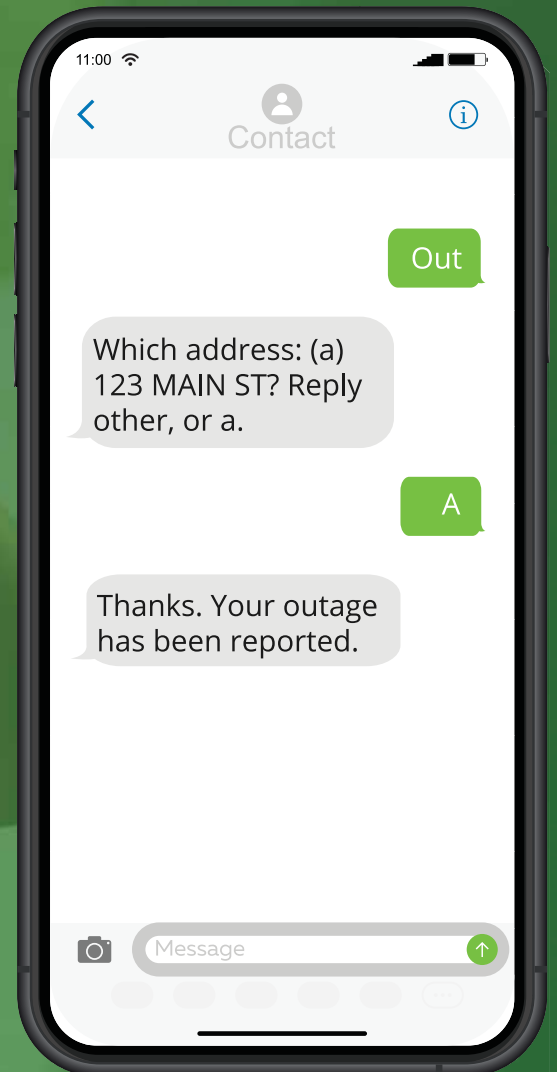 11:00
Contact
Out
Which address: (a)
123 MAIN ST? Reply
other, or a.
A
Thanks. Your outage
has been reported.
Message